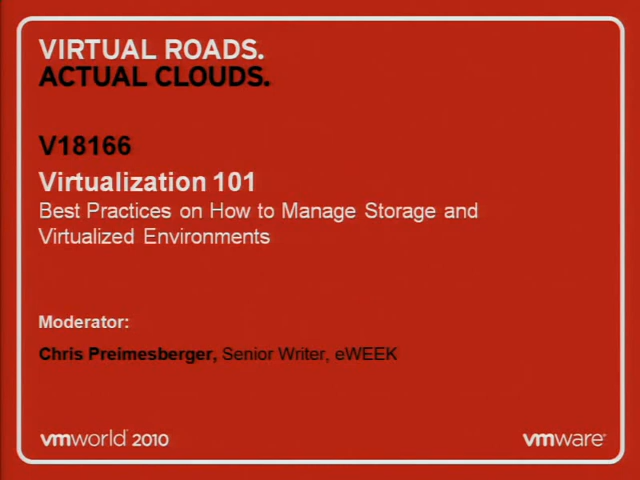 VIRTUAL ROADS.
ACTUAL CLOUDS.
V18166
Virtualization 101
Best Practices on How to Manage Storage and
Virtualized Environments
Moderator:
Chris Preimesberger, Senior Writer, eWEEK
vmworld 2010
vmware